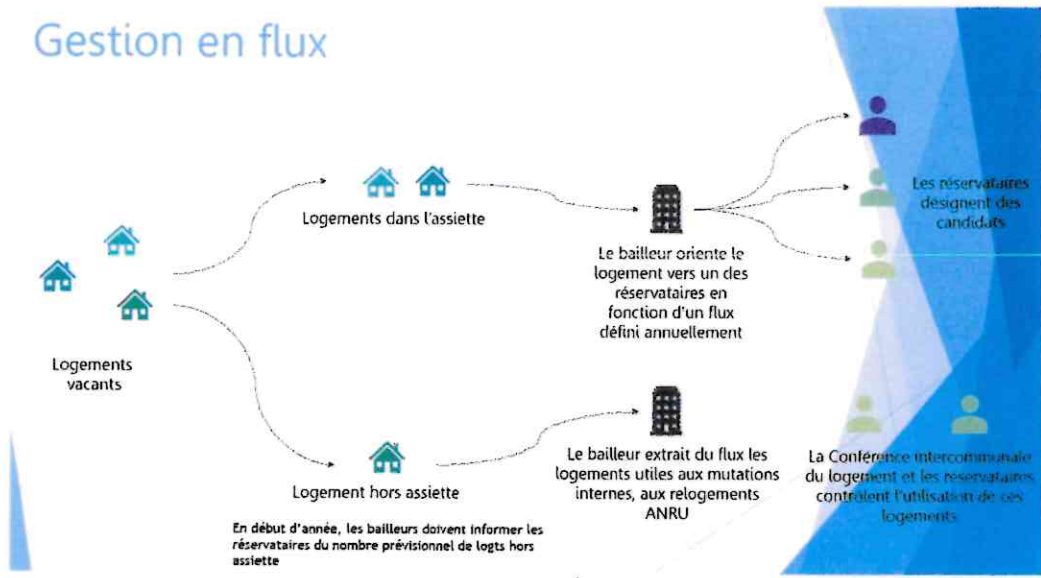 Gestion en flux
Logements
vacants
Logements dans l'assiette
Le bailleur oriente le
logement vers un des
réservataires en
fonction d'un flux
défini annuellement
Les réservataires
désignent des
candidats
Logement hors assiette
En début d'année, les bailleurs doivent informer les
réservataires du nombre prévisionnel de logts hors
assiette
Le bailleur extrait du flux les
logements utiles aux mutations
internes, aux relogements
ANRU
La Conférence intercommunale
du logement et les réservataires
contrôlent l'utilisation de ces
logements